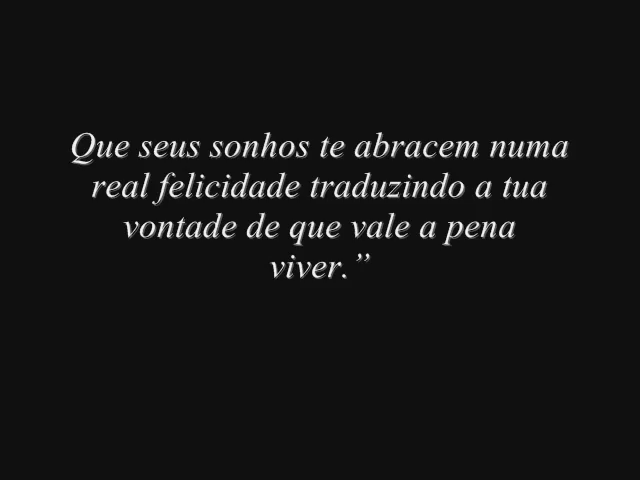 Que seus sonhos te abracem numa
real felicidade traduzindo a tua
vontade de que vale a pena
viver.”